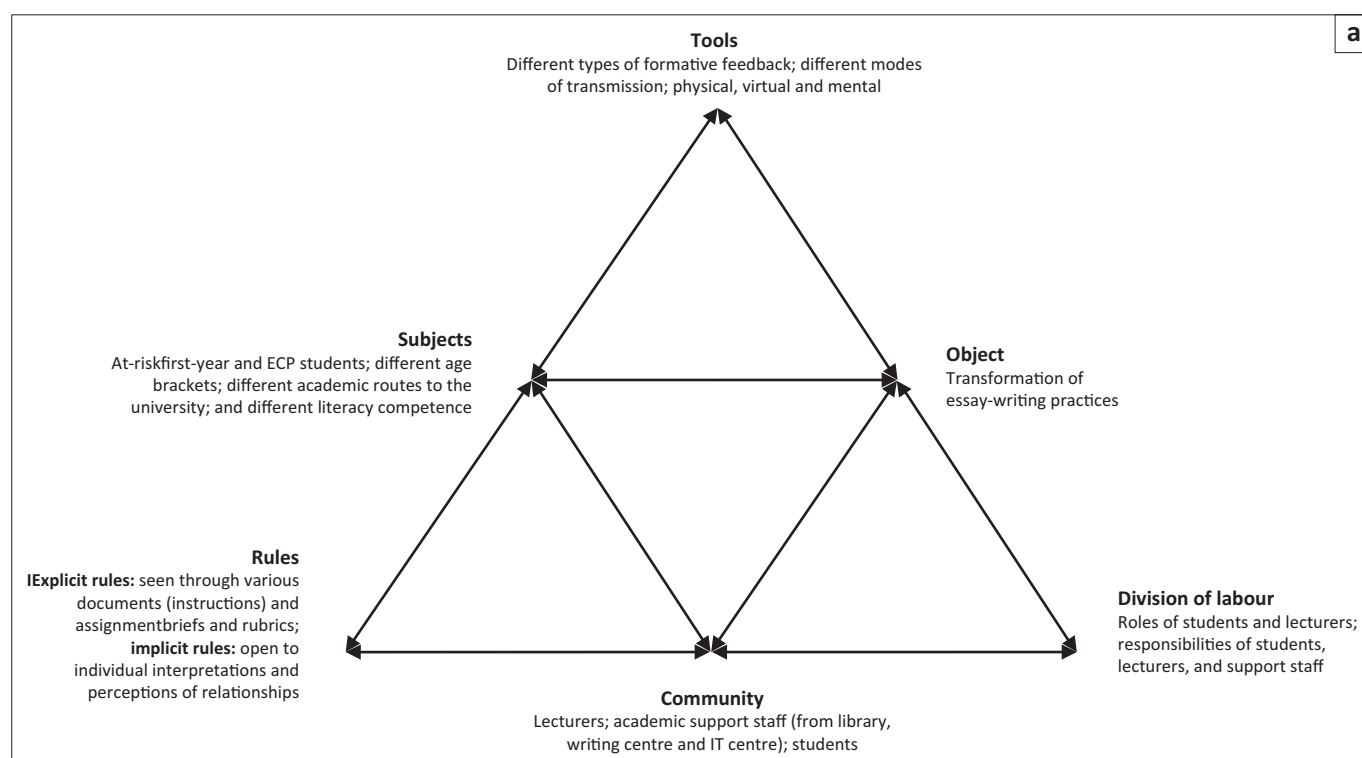 a
Tools
Different types of formative feedback; different modes
of transmission; physical, virtual and mental
Subjects
At-riskfirst-year and ECP students; different age
brackets; different academic routes to the
university; and different literacy competence
Object
Transformation of
essay-writing practices
Rules
IExplicit rules: seen through various
documents (instructions) and
assignmentbriefs and rubrics;
implicit rules: open to
individual interpretations and
perceptions of relationships
Division of labour
Roles of students and lecturers;
responsibilities of students,
lecturers, and support staff
Community
Lecturers; academic support staff (from library,
writing centre and IT centre); students